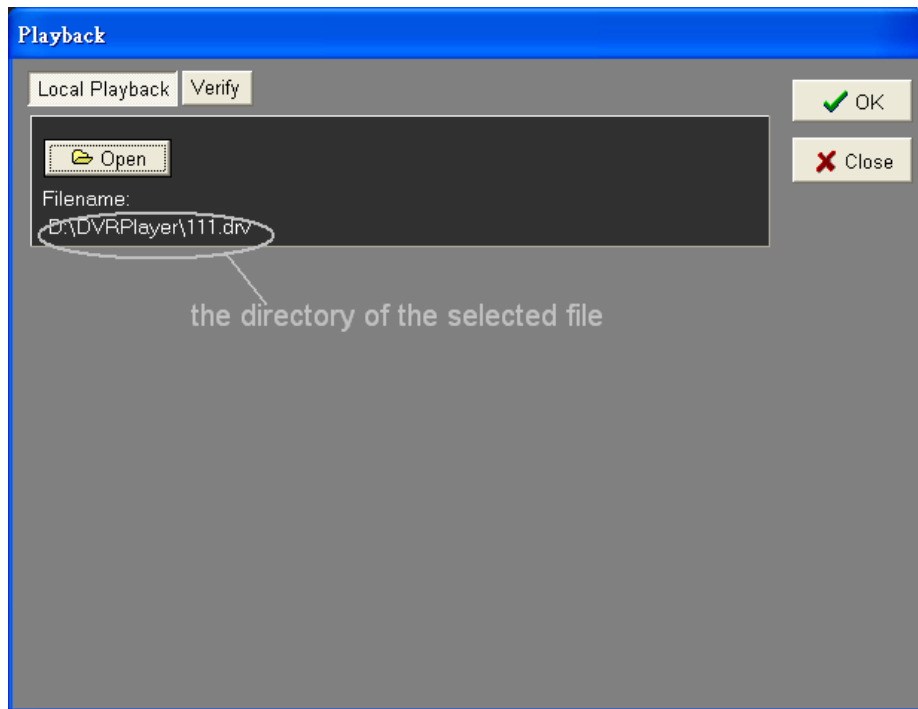 Playback
Local Playback Verify
OK
Open
Close
Filename:
D:\DVRPlayer\111.drv
the directory of the selected file